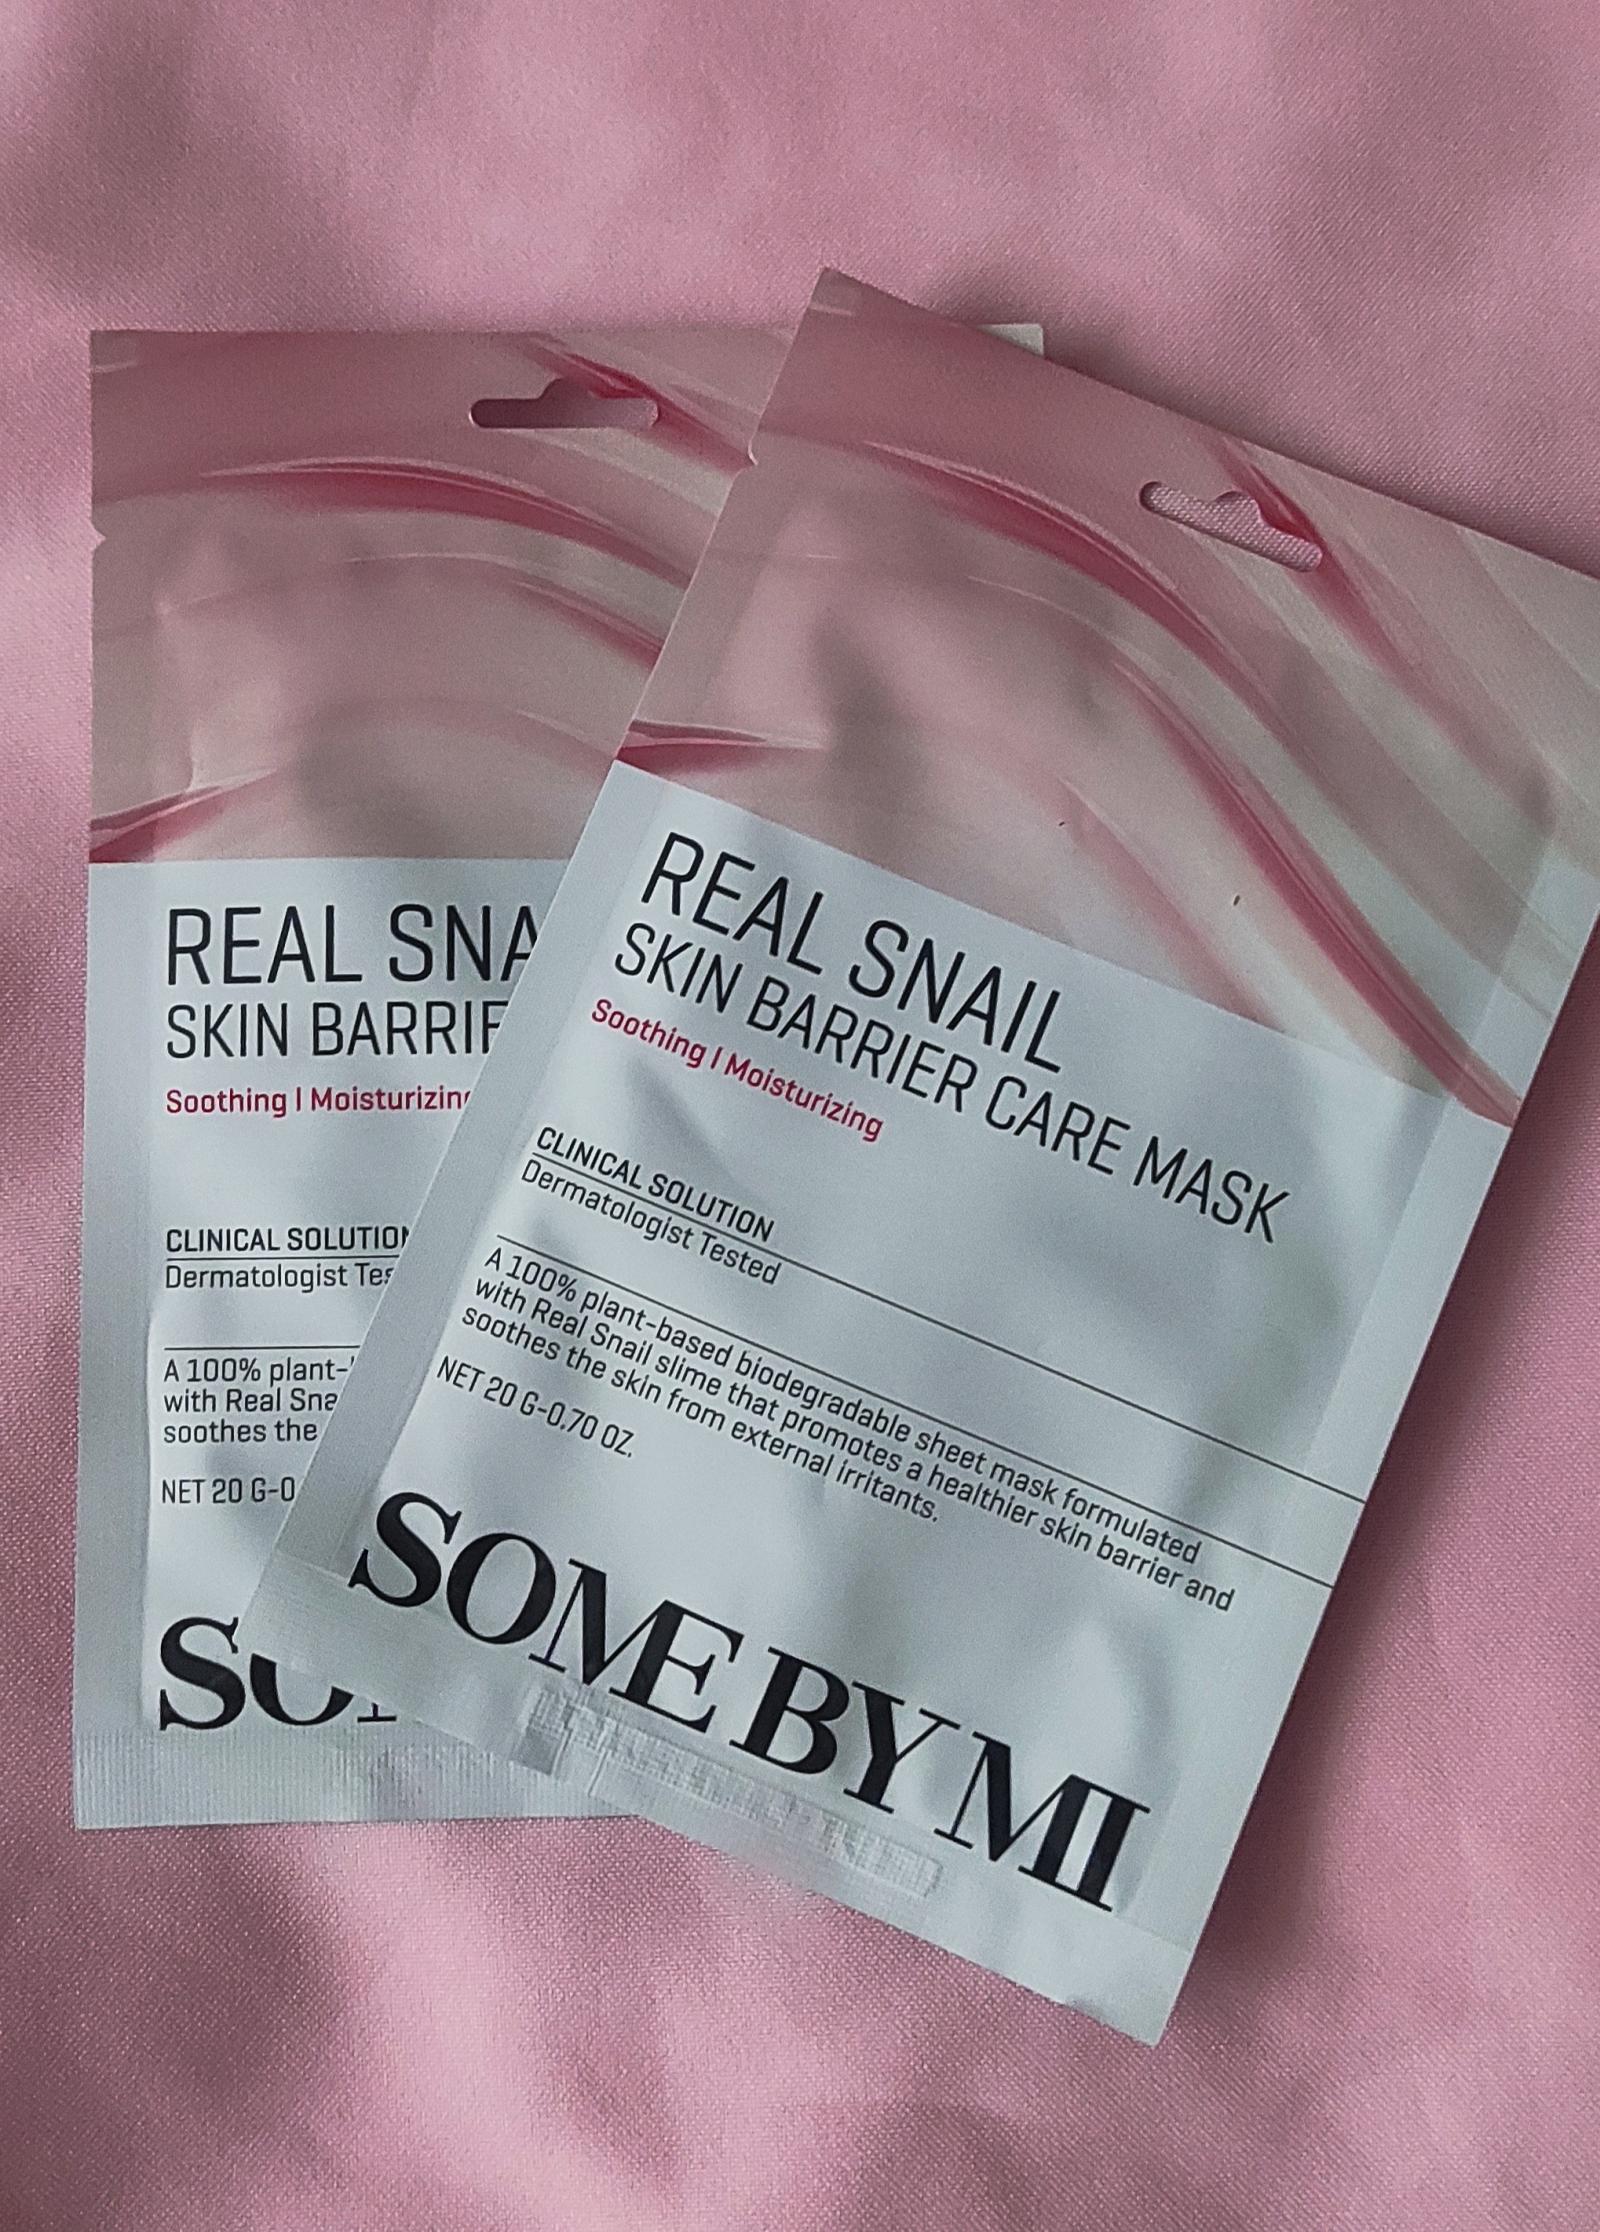 REAL SNA
SKIN BARRIE
Soothing | Moisturizing
CLINICAL SOLUTION
Dermatologist Tes
A 100% plant-
with Real Sna
soothes the
NET 20 G-0
SOM
REAL SNAIL
SKIN BARRIER CARE MASK
Soothing | Moisturizing
CLINICAL SOLUTION
Dermatologist Tested
A 100% plant-based biodegradable sheet mask formulated
with Real Snail slime that promotes a healthier skin barrier and
soothes the skin from external irritants.
NET 20 G-0.70 OZ.
SOME BY MI